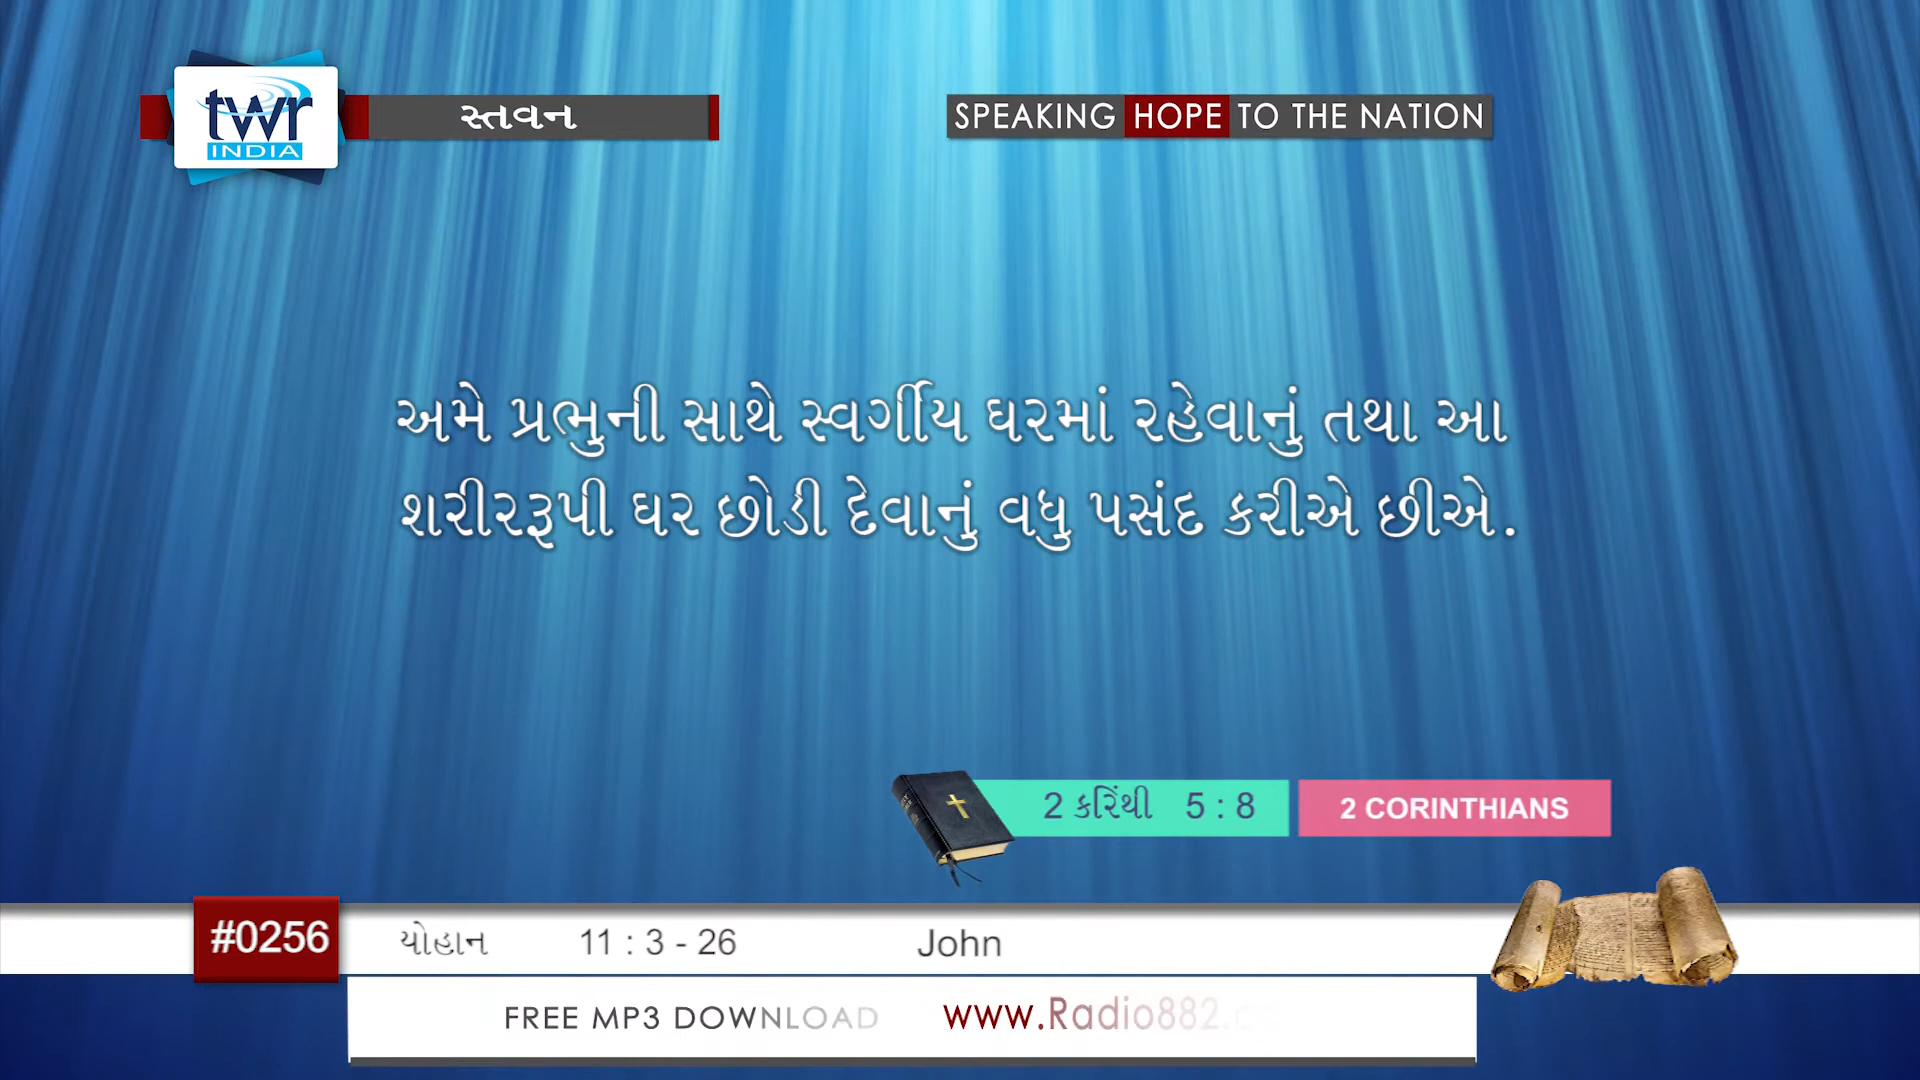 twr
INDIA
સ્તવન
SPEAKING HOPE TO THE NATION
અમે પ્રભુની સાથે સ્વર્ગીય ઘરમાં રહેવાનું તથા આ
શરીરરૂપી ઘર છોડી દેવાનું વધુ પસંદ કરીએ છીએ.
2 કરિંથી 5 : 8
2 CORINTHIANS
#0256
યોહાન 11 : 3 - 26 John
FREE MP3 DOWNLOAD www.Radio882.